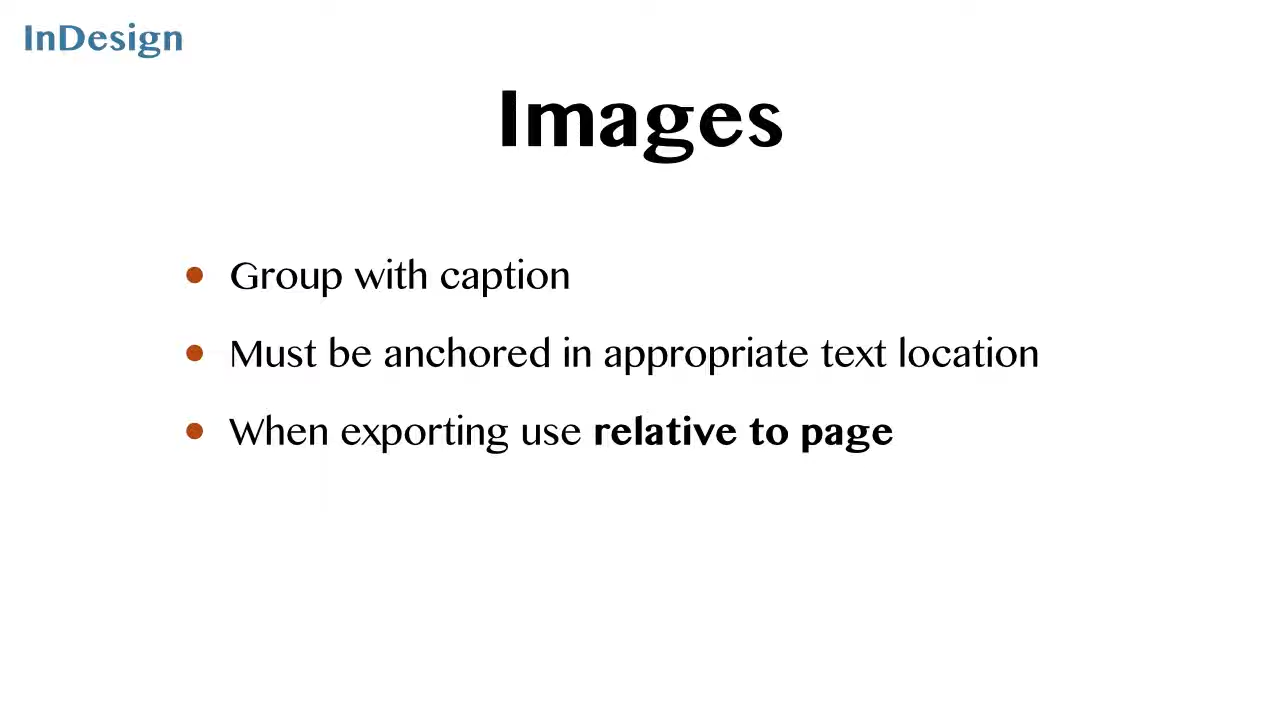 InDesign
Images
• Group with caption
• Must be anchored in appropriate text location
• When exporting use relative to page